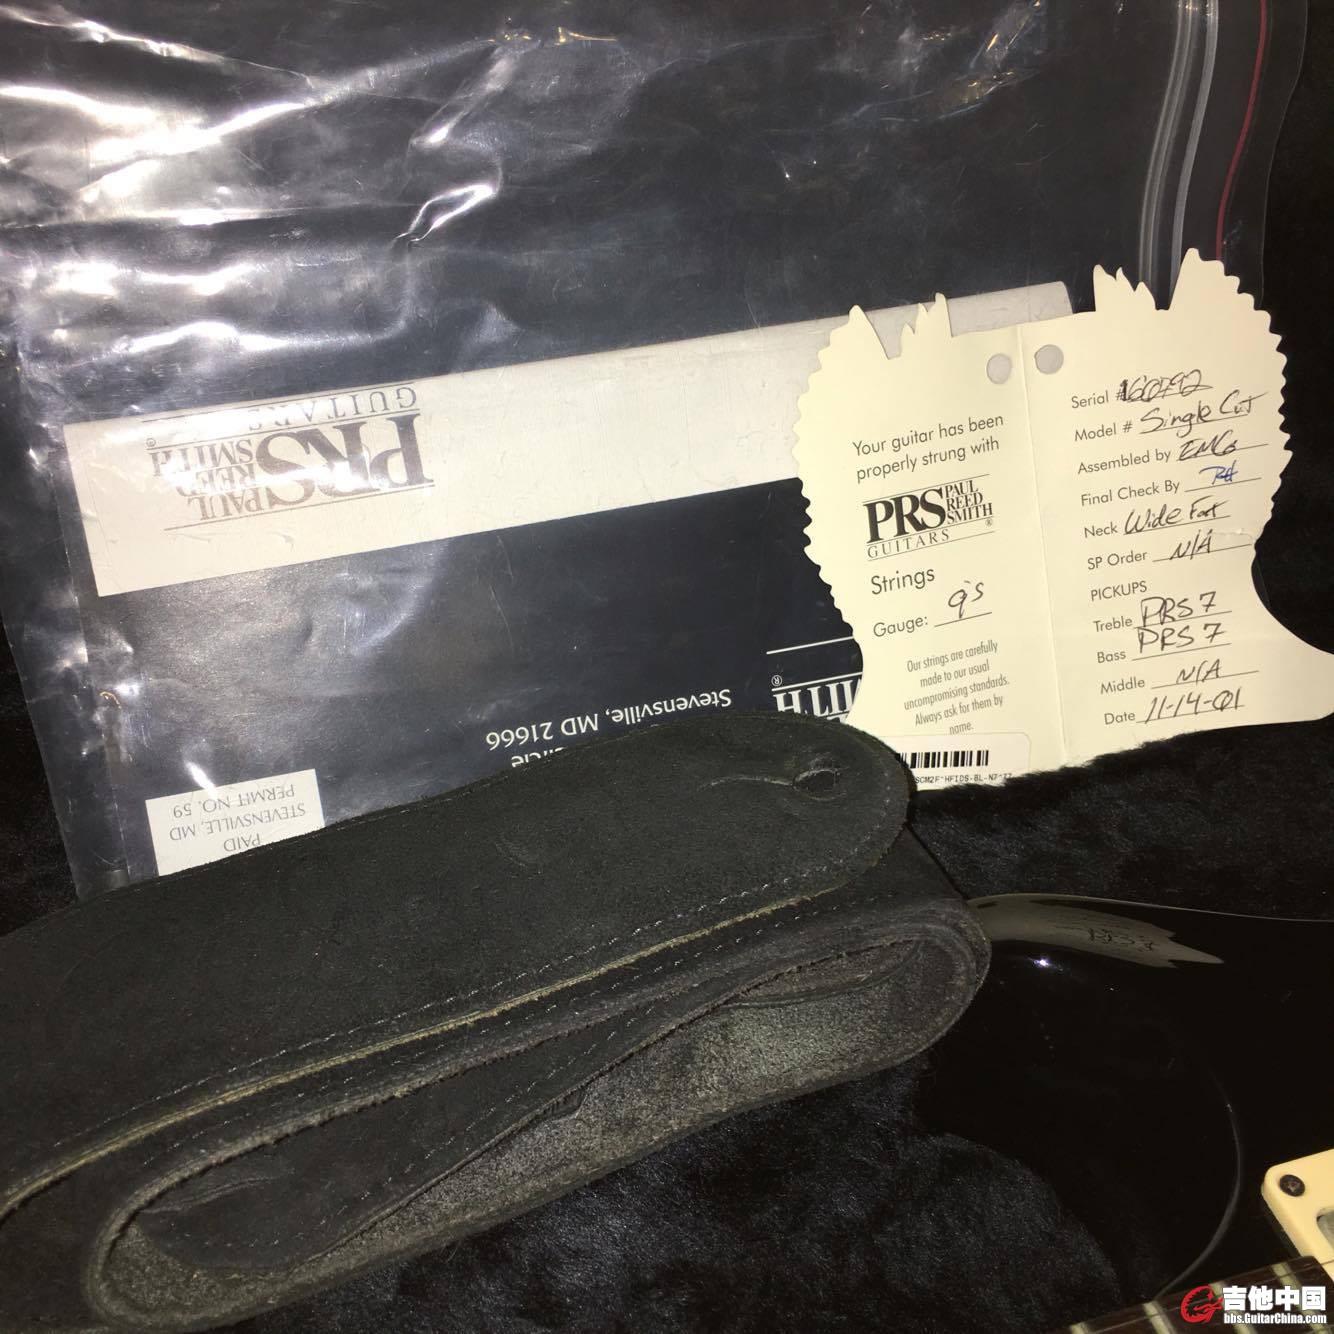 PRS PAUL
REED
SMITH
GUITARS
®
MITH
®
Stevensville, MD 21666
PAID
STEVENSVILLE, MD
PERMIT NO. 59
Your guitar has been
properly strung with
PRS PAUL
REED
SMITH
®
GUITARS
Strings
Gauge: 9's
Our strings are carefully
made to our usual
uncompromising standards.
Always ask for them by
name.
Serial #160792
Model # Single Cut
Assembled by
Final Check By
Neck Wide Fat
SP Order N/A
PICKUPS
Treble PRS 7
Bass PRS 7
Middle N/A
Date 11-14-01
吉他中国
bbs.GuitarChina.com